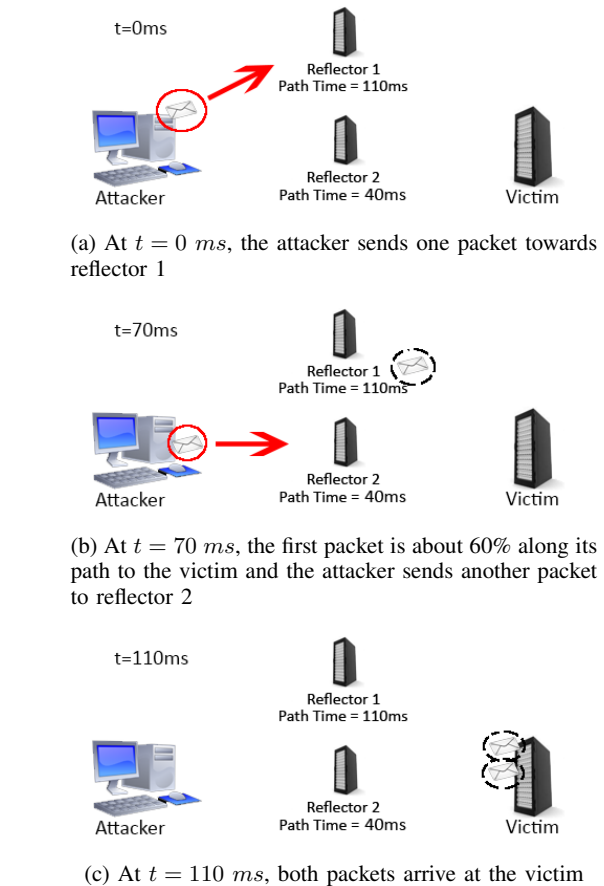 t=0ms
Reflector 1
Path Time = 110ms
Reflector 2
Path Time = 40ms
Attacker
Victim
(a) At t = 0 ms, the attacker sends one packet towards
reflector 1
t=70ms
Reflector 1
Path Time = 110ms
Reflector 2
Path Time = 40ms
Attacker
Victim
(b) At t = 70 ms, the first packet is about 60% along its
path to the victim and the attacker sends another packet
to reflector 2
t=110ms
Reflector 1
Path Time = 110ms
Reflector 2
Path Time = 40ms
Attacker
Victim
(c) At t = 110 ms, both packets arrive at the victim